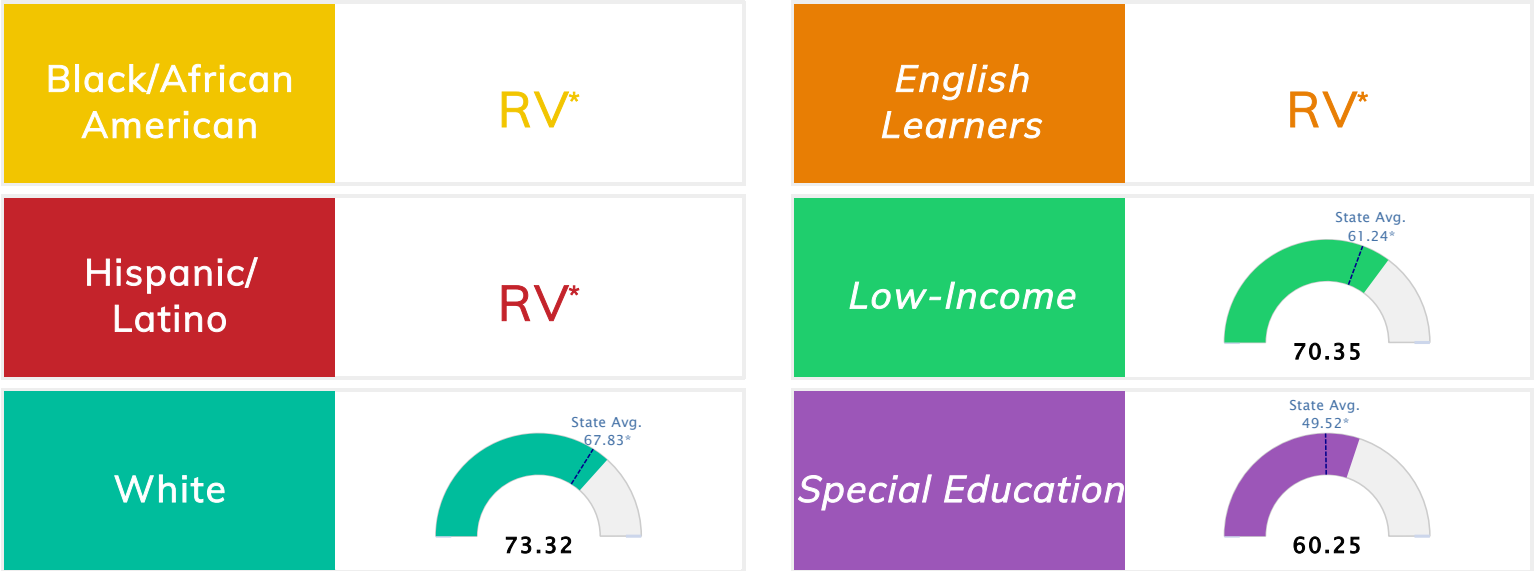 Black/African
American
RV*
English
Learners
RV*
Hispanic/
Latino
RV*
Low-Income
State Avg.
61.24*
70.35
White
State Avg.
67.83*
73.32
Special Education
State Avg.
49.52*
60.25